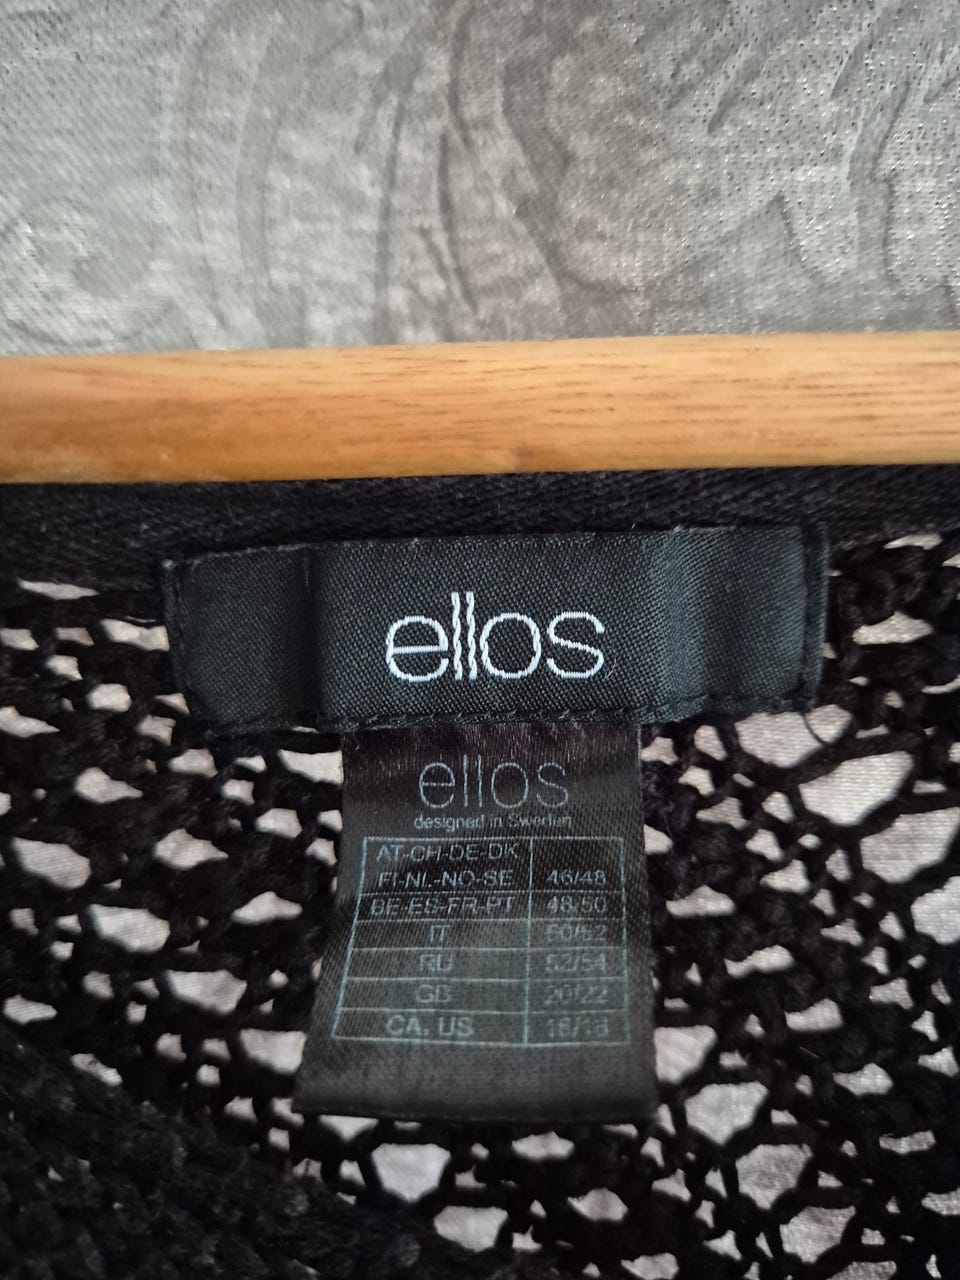 ellos
ellos
designed in Sweden
AT-CH-DE-DK
FI-NL-NO-SE 46/48
BE-ES-FR-PT 48/50
IT 50/52
RU 52/54
GB 20/22
CA, US 16/18